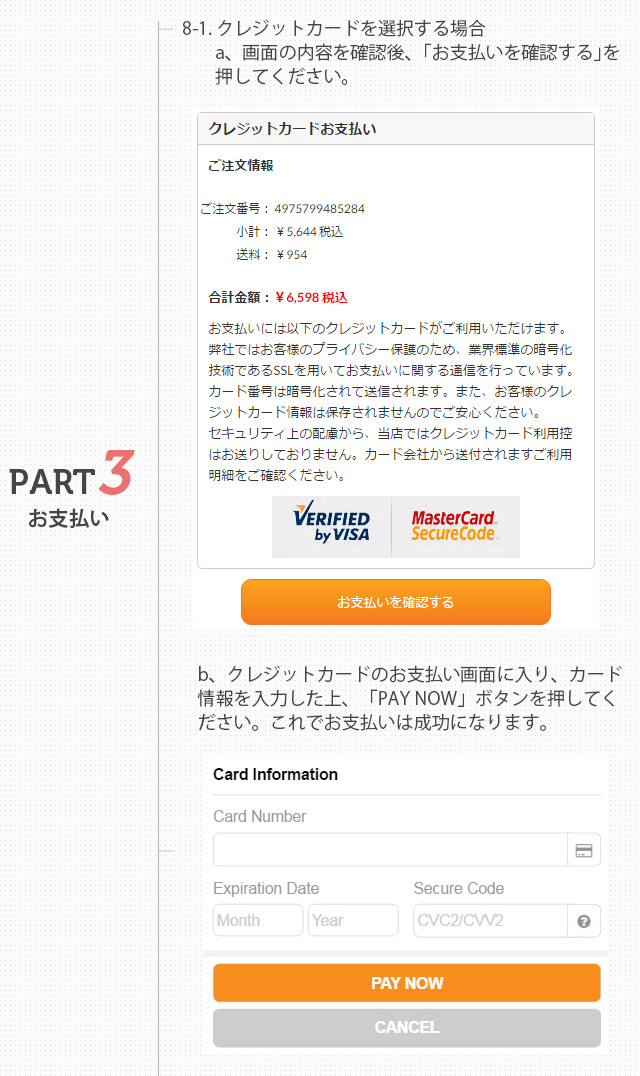 8-1. クレジットカードを選択する場合
a、画面の内容を確認後、「お支払いを確認する」を
押してください。
クレジットカードお支払い
ご注文情報
ご注文番号： 4975799485284
小計： ¥ 5,644 税込
送料： ¥ 954
合計金額：¥ 6,598 税込
お支払いには以下のクレジットカードがご利用いただけます。
弊社ではお客様のプライバシー保護のため、業界標準の暗号化
技術であるSSLを用いてお支払いに関する通信を行っています。
カード番号は暗号化されて送信されます。また、お客様のクレ
ジットカード情報は保存されませんのでご安心ください。
セキュリティ上の配慮から、当店ではクレジットカード利用控
はお送りしておりません。カード会社から送付されますご利用
明細をご確認ください。
VERIFIED
by VISA
MasterCard.
SecureCode.
お支払いを確認する
PART 3
お支払い
b、クレジットカードのお支払い画面に入り、カード
情報を入力した上、「PAY NOW」ボタンを押してく
ださい。これでお支払いは成功になります。
Card Information
Card Number
Expiration Date Secure Code
Month Year CVC2/CVV2
PAY NOW
CANCEL